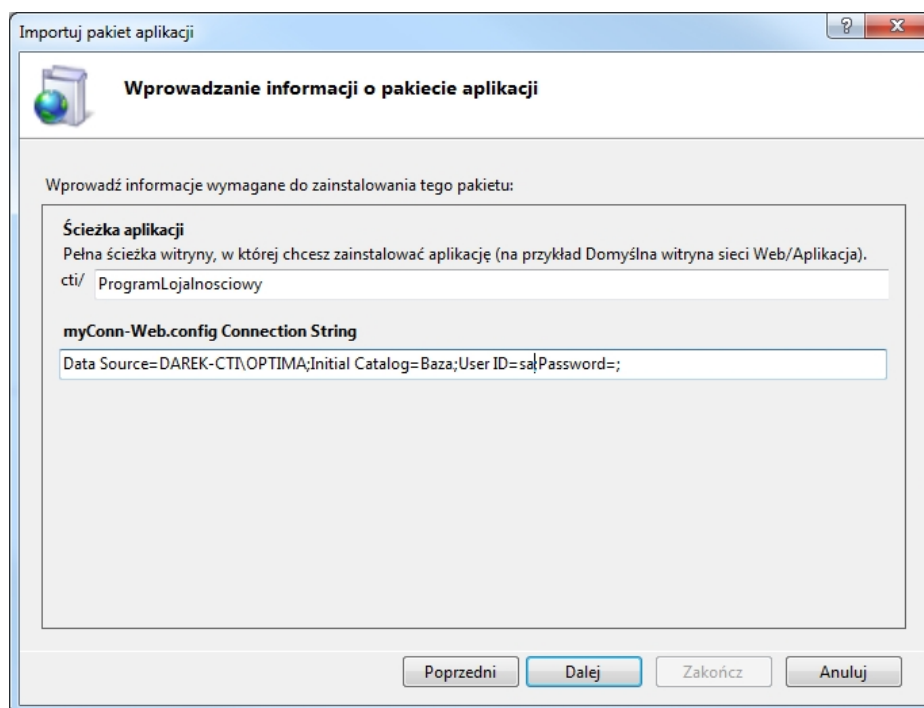 Importuj pakiet aplikacji
Wprowadzanie informacji o pakiecie aplikacji
Wprowadź informacje wymagane do zainstalowania tego pakietu:
Ścieżka aplikacji
Pełna ścieżka witryny, w której chcesz zainstalować aplikację (na przykład Domyślna witryna sieci Web/Aplikacja).
cti/ ProgramLojalnosciowy
myConn-Web.config Connection String
Data Source=DAREK-CTI\OPTIMA;Initial Catalog=Baza;User ID=sa;Password=;
Poprzedni Dalej Zakończ Anuluj